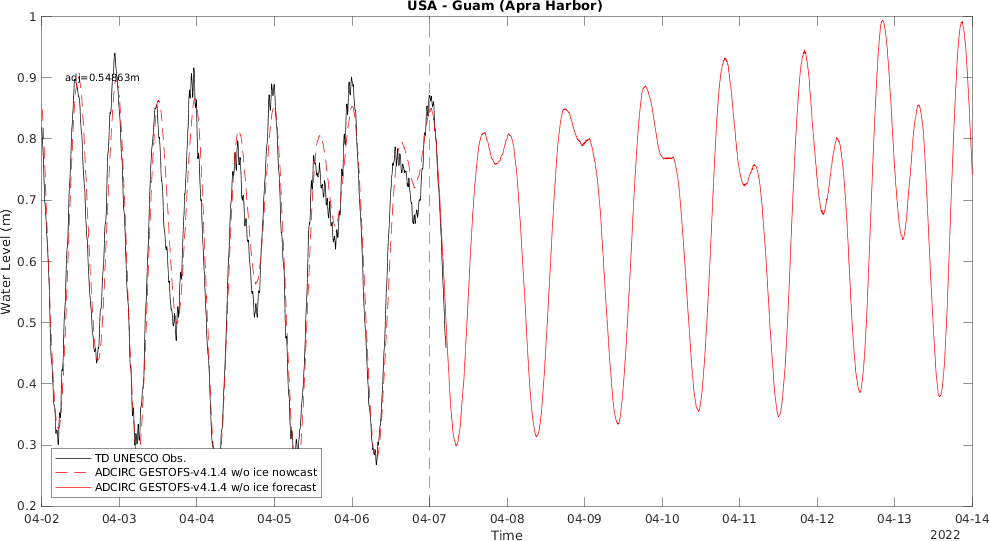 USA - Guam (Apra Harbor)
1
0.9
0.8
0.7
0.6
0.5
0.4
0.3
0.2
Water Level (m)
adj=0.54863m
TD UNESCO Obs.
ADCIRC GESTOFS-v4.1.4 w/o ice nowcast
ADCIRC GESTOFS-v4.1.4 w/o ice forecast
04-02 04-03 04-04 04-05 04-06 04-07 04-08 04-09 04-10 04-11 04-12 04-13 04-14
Time
2022